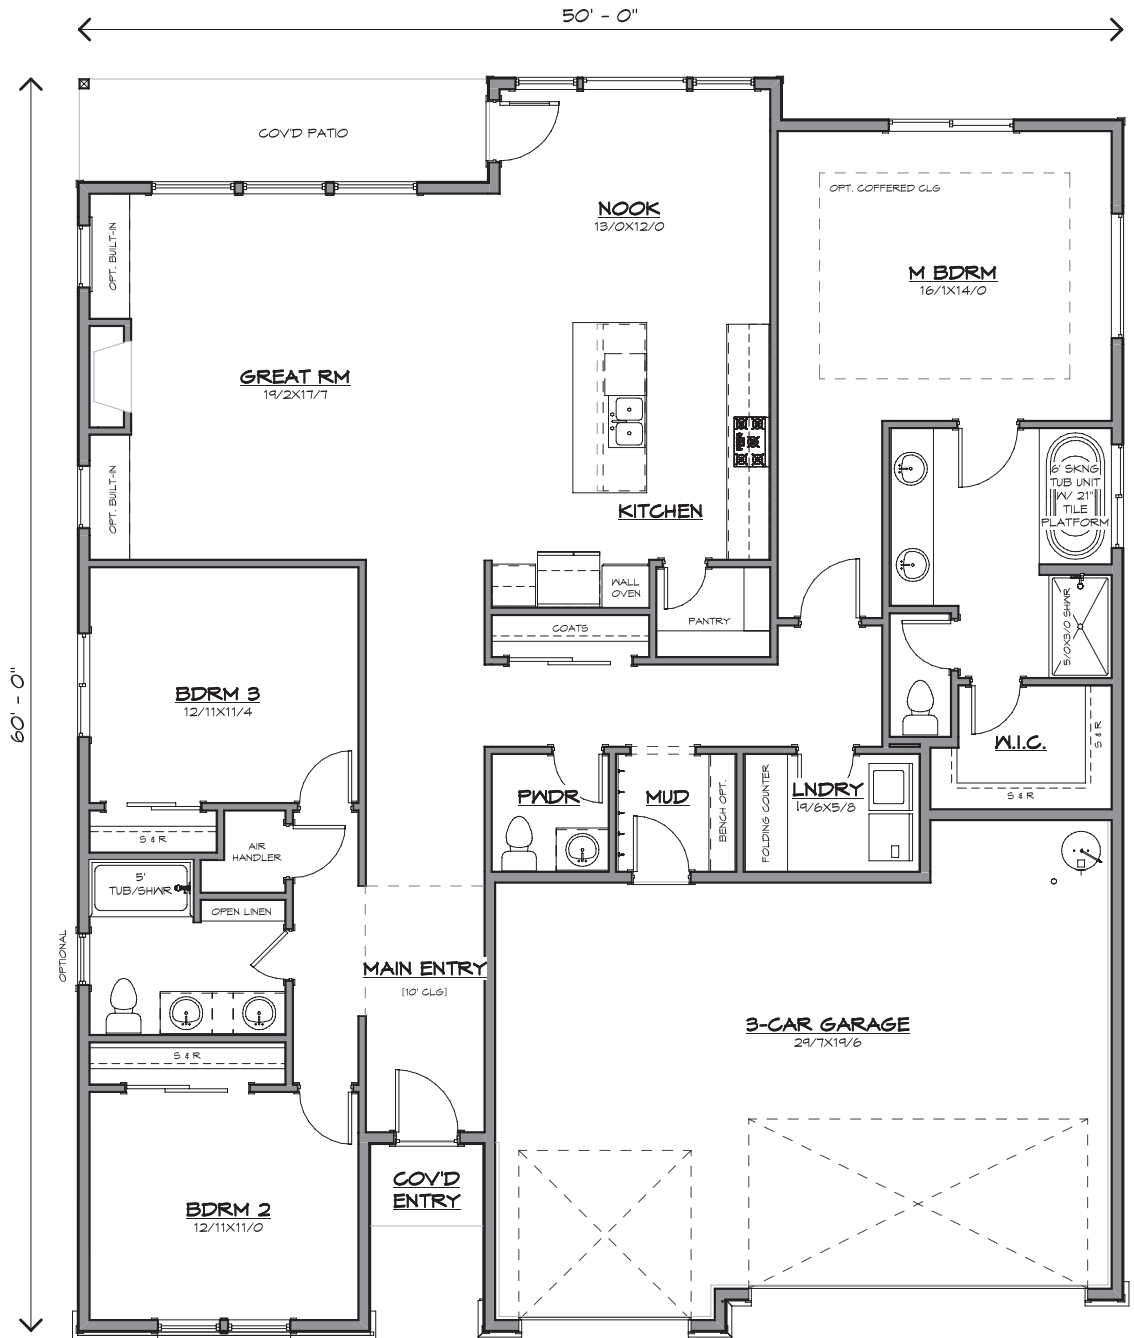 50' - 0"
COV'D PATIO
OPT. COFFERED CLG
NOOK
13/0X12/0
OPT. BUILT-IN
M BDRM
16/1X14/0
GREAT RM
19/2X17/7
OPT. BUILT-IN
6' SKNG
TUB UNIT
W/ 21"
TILE
PLATFORM
KITCHEN
WALL
OVEN
PANTRY
COATS
5/0X3/0 SHWR
60' - 0"
BDRM 3
12/11X11/4
W.I.C.
S & R
S & R
PWDR
MUD
BENCH OPT.
FOLDING COUNTER
LNDRY
19/6X5/8
S & R
AIR
HANDLER
5'
TUB/SHWR
OPEN LINEN
OPTIONAL
MAIN ENTRY
[10' CLG]
3-CAR GARAGE
29/7X19/6
S & R
COV'D
ENTRY
BDRM 2
12/11X11/0